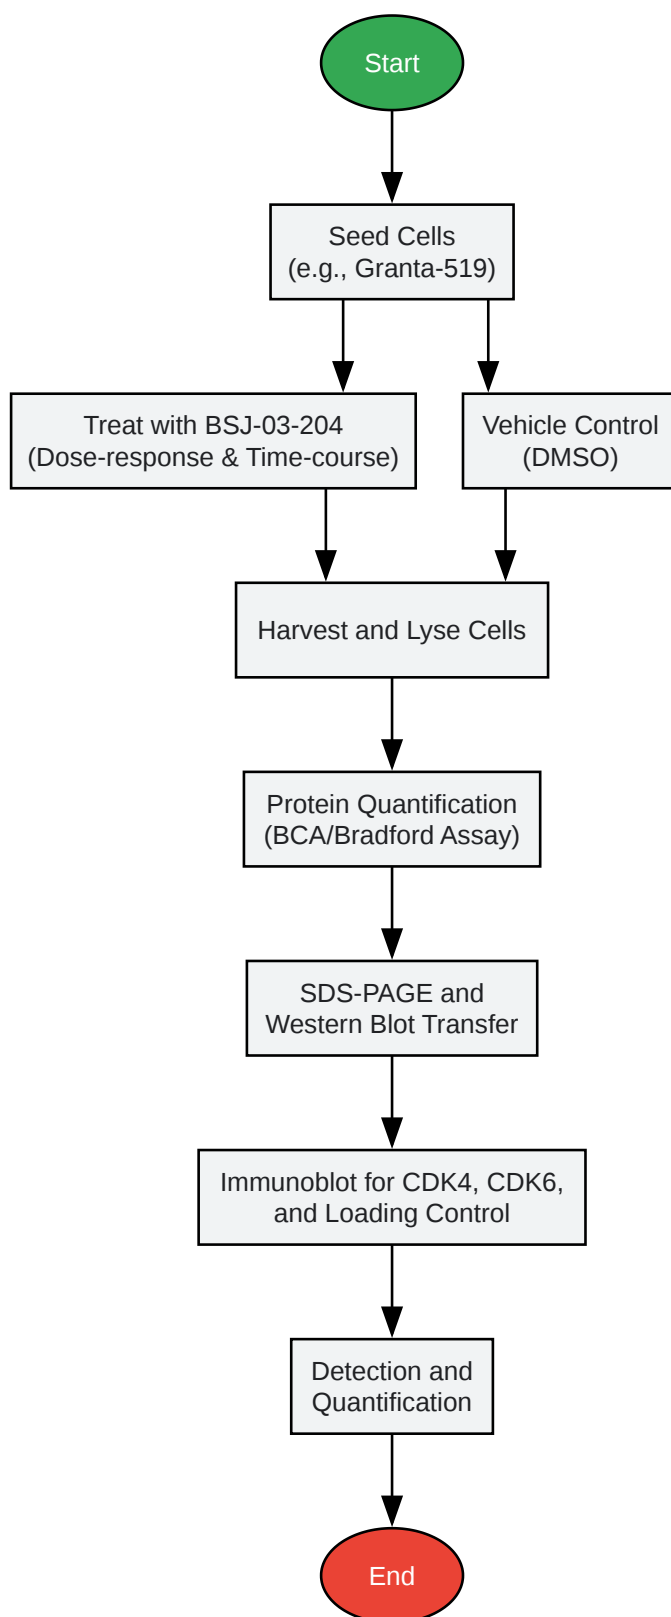 Start
Seed Cells
(e.g., Granta-519)
Treat with BSJ-03-204
(Dose-response & Time-course)
Vehicle Control
(DMSO)
Harvest and Lyse Cells
Protein Quantification
(BCA/Bradford Assay)
SDS-PAGE and
Western Blot Transfer
Immunoblot for CDK4, CDK6,
and Loading Control
Detection and
Quantification
End